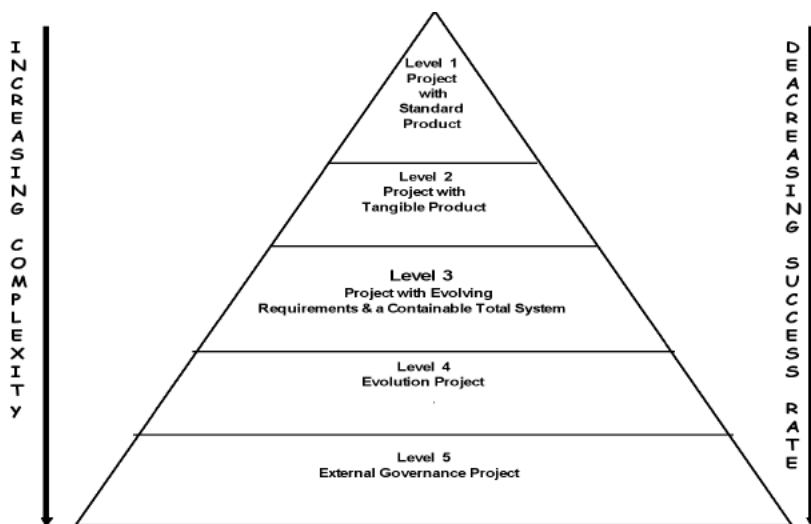 INCREASING COMPLEXITY
Level 1
Project
with
Standard
Product
Level 2
Project with
Tangible Product
Level 3
Project with Evolving
Requirements & a Containable Total System
Level 4
Evolution Project
Level 5
External Governance Project
DEACREASING SUCCESS RATE